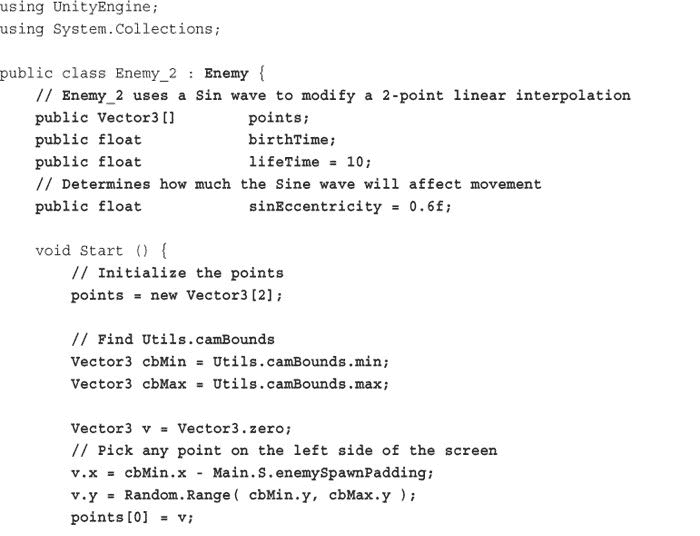 using UnityEngine;
using System.Collections;

public class Enemy_2 : Enemy {
    // Enemy_2 uses a Sin wave to modify a 2-point linear interpolation
    public Vector3[]        points;
    public float            birthTime;
    public float            lifeTime = 10;
    // Determines how much the Sine wave will affect movement
    public float            sinEccentricity = 0.6f;

    void Start () {
        // Initialize the points
        points = new Vector3[2];

        // Find Utils.camBounds
        Vector3 cbMin = Utils.camBounds.min;
        Vector3 cbMax = Utils.camBounds.max;

        Vector3 v = Vector3.zero;
        // Pick any point on the left side of the screen
        v.x = cbMin.x - Main.S.enemySpawnPadding;
        v.y = Random.Range( cbMin.y, cbMax.y );
        points[0] = v;